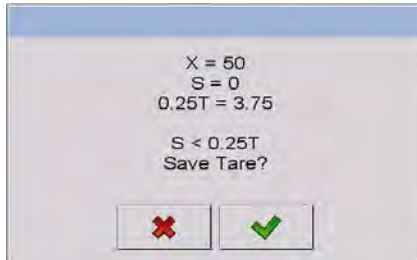 X = 50
S = 0
0.25T = 3.75
S < 0.25T
Save Tare?